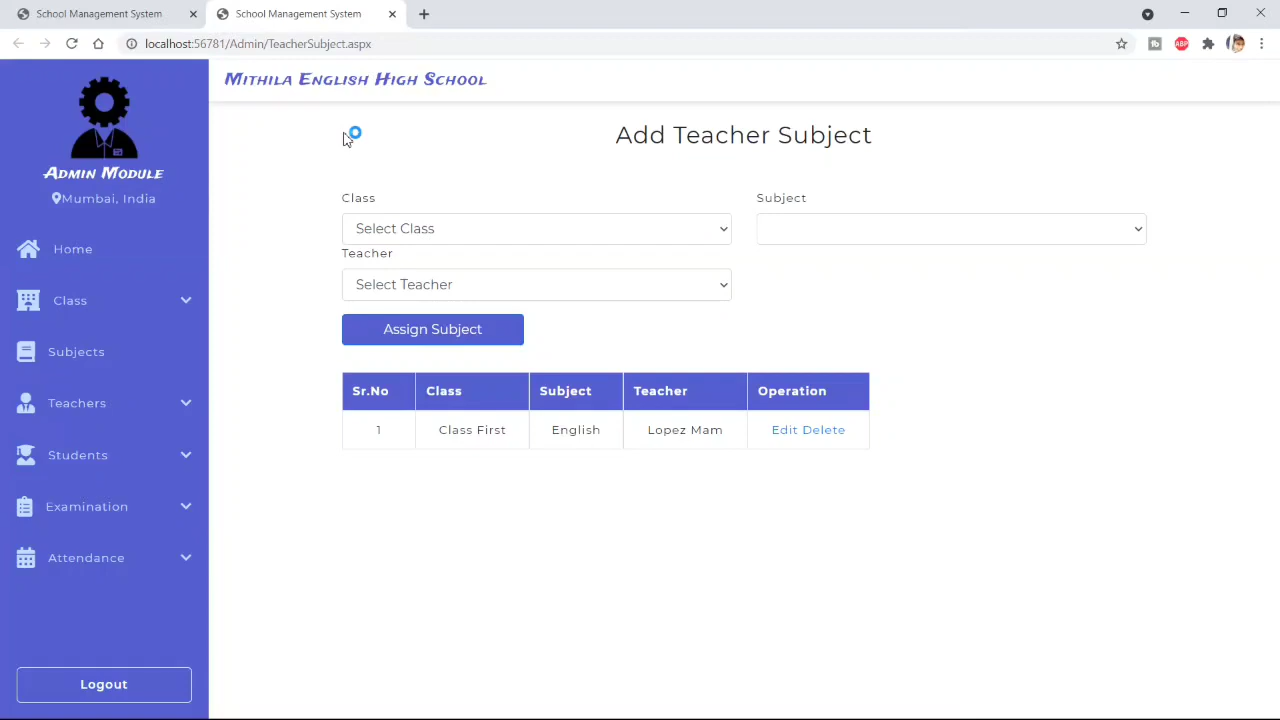 School Management System
School Management System
localhost:56781/Admin/TeacherSubject.aspx
ABP
Mithila English High School
Admin Module
Mumbai, India
Home
Class
Subjects
Teachers
Students
Examination
Attendance
Logout
Add Teacher Subject
Class
Subject
Select Class
Teacher
Select Teacher
Assign Subject
Sr.No Class Subject Teacher Operation
1 Class First English Lopez Mam Edit Delete